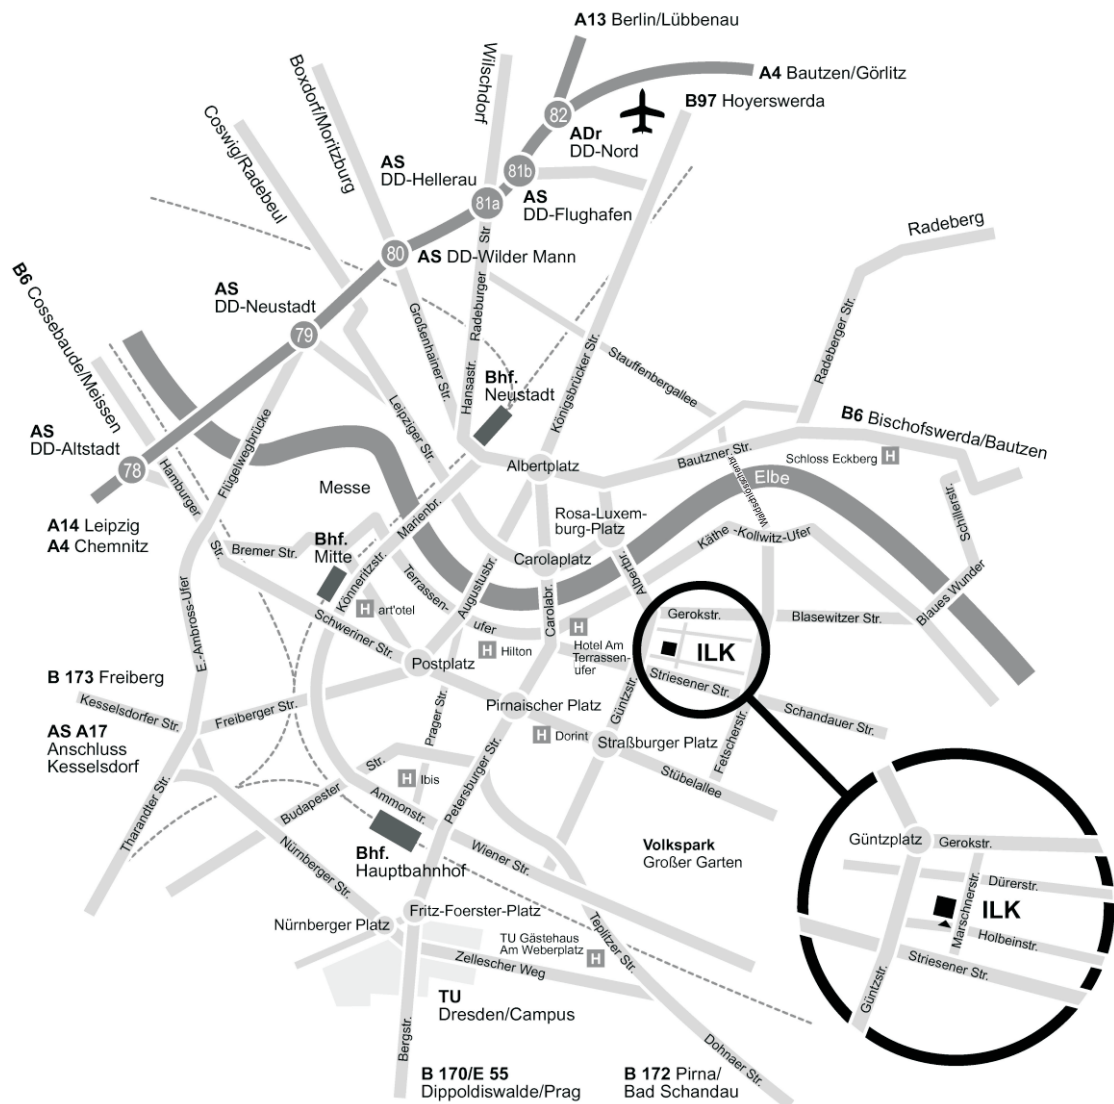 A13 Berlin/Lübbenau
A4 Bautzen/Görlitz
B97 Hoyerswerda
Wilschdorf
Boxdorf/Moritzburg
Coswig/Radebeul
82
ADr
DD-Nord
AS
DD-Hellerau
81b
81a
AS
DD-Flughafen
80
AS DD-Wilder Mann
Radeberg
B6 Cossebaude/Meissen
AS
DD-Neustadt
79
Großenhainer Str.
Hansastr.
Radeburger
Str
Königsbrücker Str.
Stauffenbergallee
Radeberger Str.
Bhf.
Neustadt
Leipziger Str.
Flügelwegbrücke
AS
DD-Altstadt
78
Hamburger
Str.
B6 Bischofswerda/Bautzen
Bautzner Str.
Schloss Eckberg H
Albertplatz
Elbe
Waldschlösschenbr.
Messe
Marienbr.
Rosa-Luxem-
burg-Platz
Käthe -Kollwitz-Ufer
Schillerstr.
A14 Leipzig
A4 Chemnitz
Bremer Str.
Bhf.
Mitte
Könneritzstr.
Carolaplatz
Albertbr.
Blaues Wunder
E.-Ambross-Ufer
H art'otel
Terrassen-
ufer
Augustusbr.
Carolabr.
Gerokstr.
Blasewitzer Str.
Schweriner Str.
H
Hotel Am
Terrassen-
ufer
H Hilton
ILK
Postplatz
B 173 Freiberg
Kesselsdorfer Str.
Freiberger Str.
Striesener Str.
Schandauer Str.
Pirnaischer Platz
Güntzstr.
Prager Str.
AS A17
Anschluss
Kesselsdorf
H Dorint
Straßburger Platz
Fetscherstr.
Stübelallee
Tharandter Str.
Budapester
Str.
H Ibis
Ammonstr.
Petersburger Str.
Bhf.
Hauptbahnhof
Wiener Str.
Volkspark
Großer Garten
Nürnberger Str.
Güntzplatz
Gerokstr.
Dürerstr.
ILK
Marschnerstr.
Holbeinstr.
Striesener Str.
Güntzstr.
Nürnberger Platz
Fritz-Foerster-Platz
TU Gästehaus
Am Weberplatz H
Teplitzer Str.
Zellescher Weg
TU
Dresden/Campus
Bergstr.
Dohnaer Str.
B 170/E 55
Dippoldiswalde/Prag
B 172 Pirna/
Bad Schandau